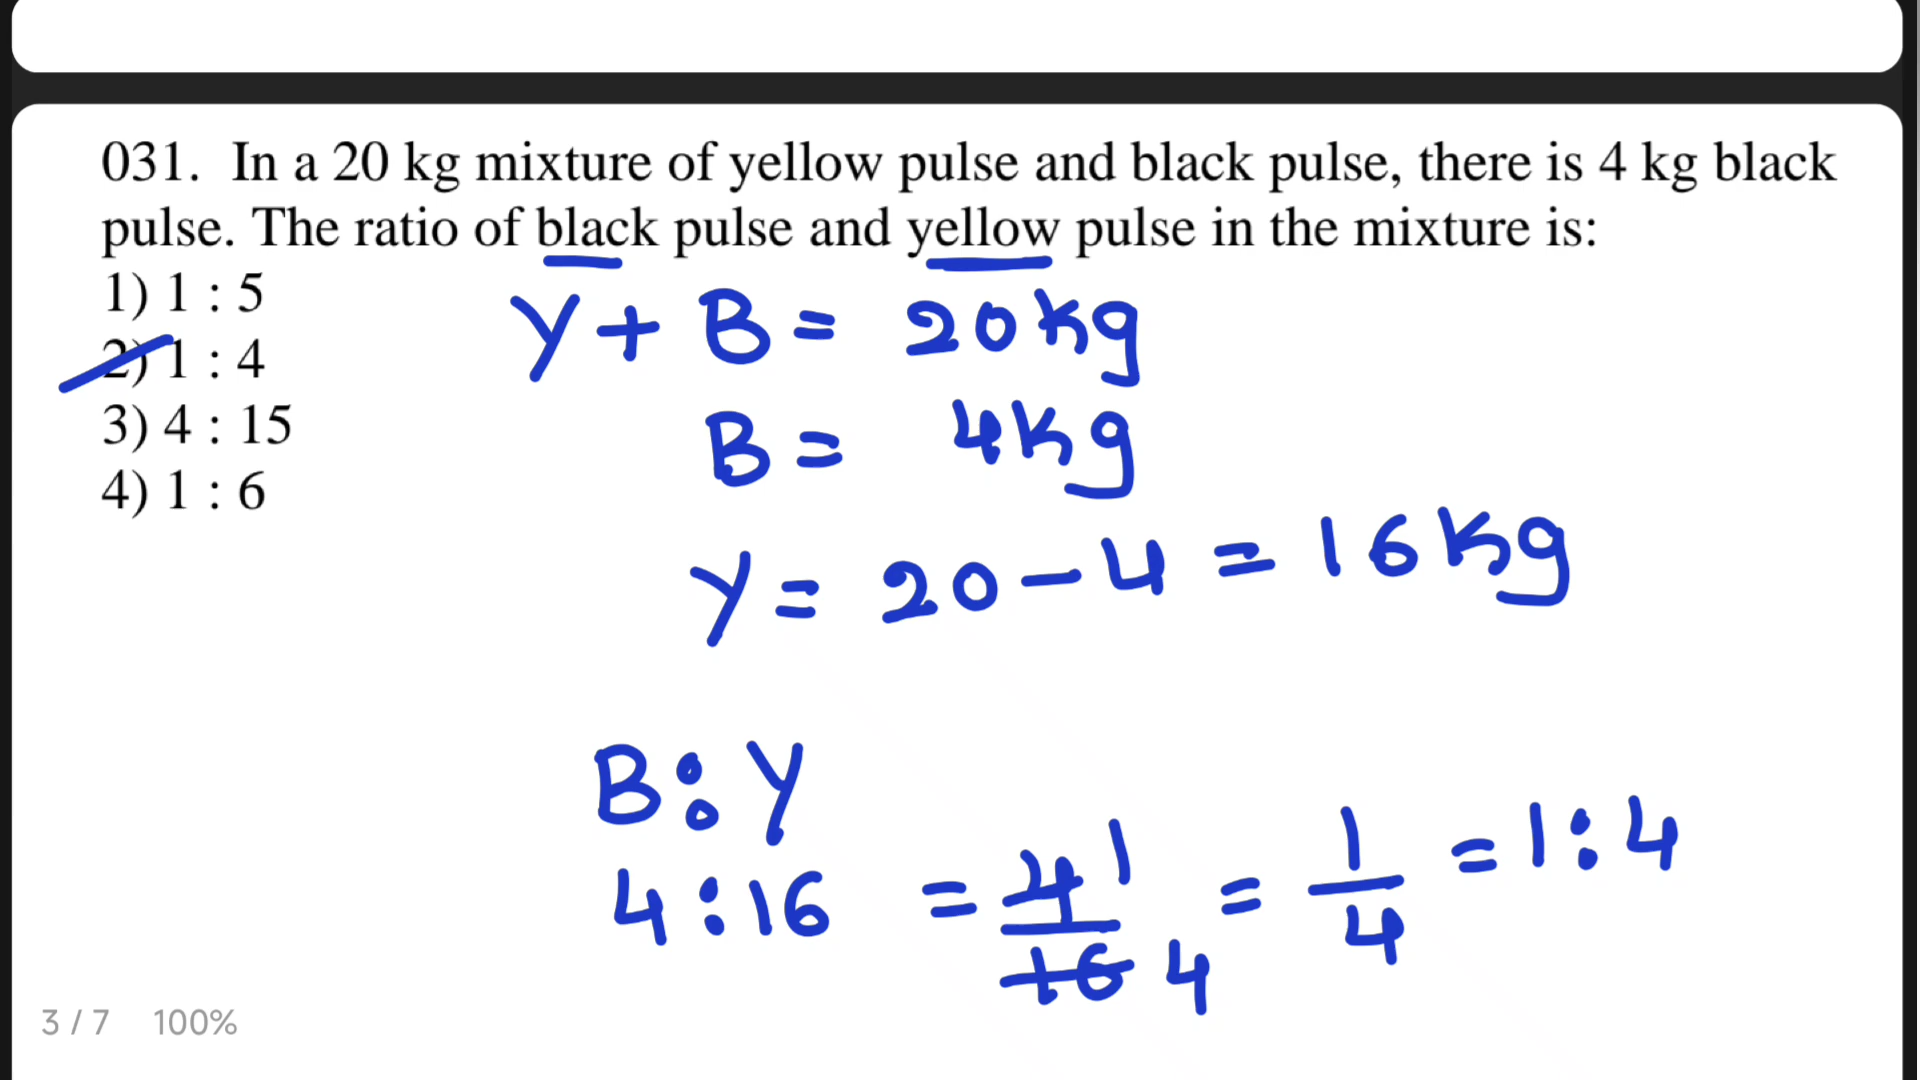 031. In a 20 kg mixture of yellow pulse and black pulse, there is 4 kg black
pulse. The ratio of black pulse and yellow pulse in the mixture is:
1) 1 : 5
2) 1 : 4
3) 4 : 15
4) 1 : 6
Y + B = 20kg
B = 4kg
Y = 20 - 4 = 16kg
B : Y
4 : 16 = 4/16 1 4 = 1/4 = 1 : 4
3 / 7 100%